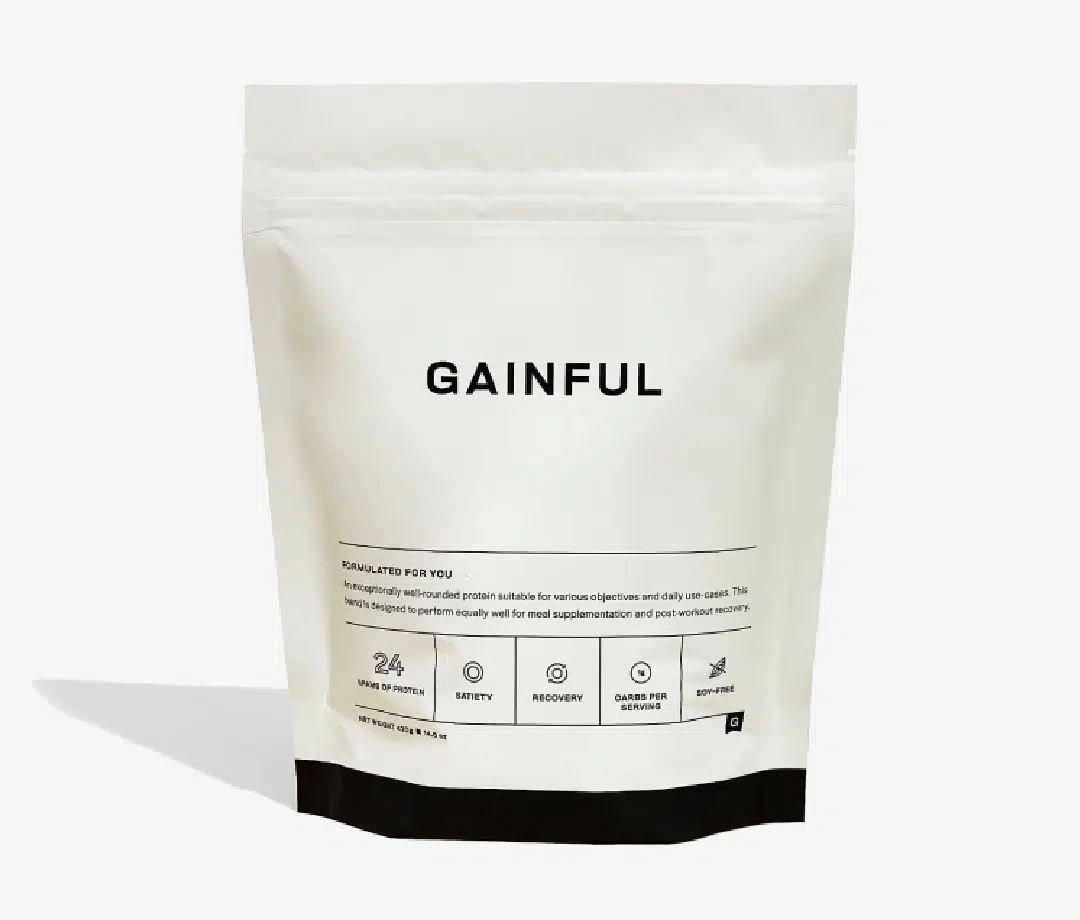 GAINFUL
FORMULATED FOR YOU
An exceptionally well-rounded protein suitable for various objectives and daily use-cases. This
blend is designed to perform equally well for meal supplementation and post-workout recovery.
24
GRAMS OF PROTEIN
SATIETY
RECOVERY
CARBS PER
SERVING
SOY-FREE
NET WEIGHT
G